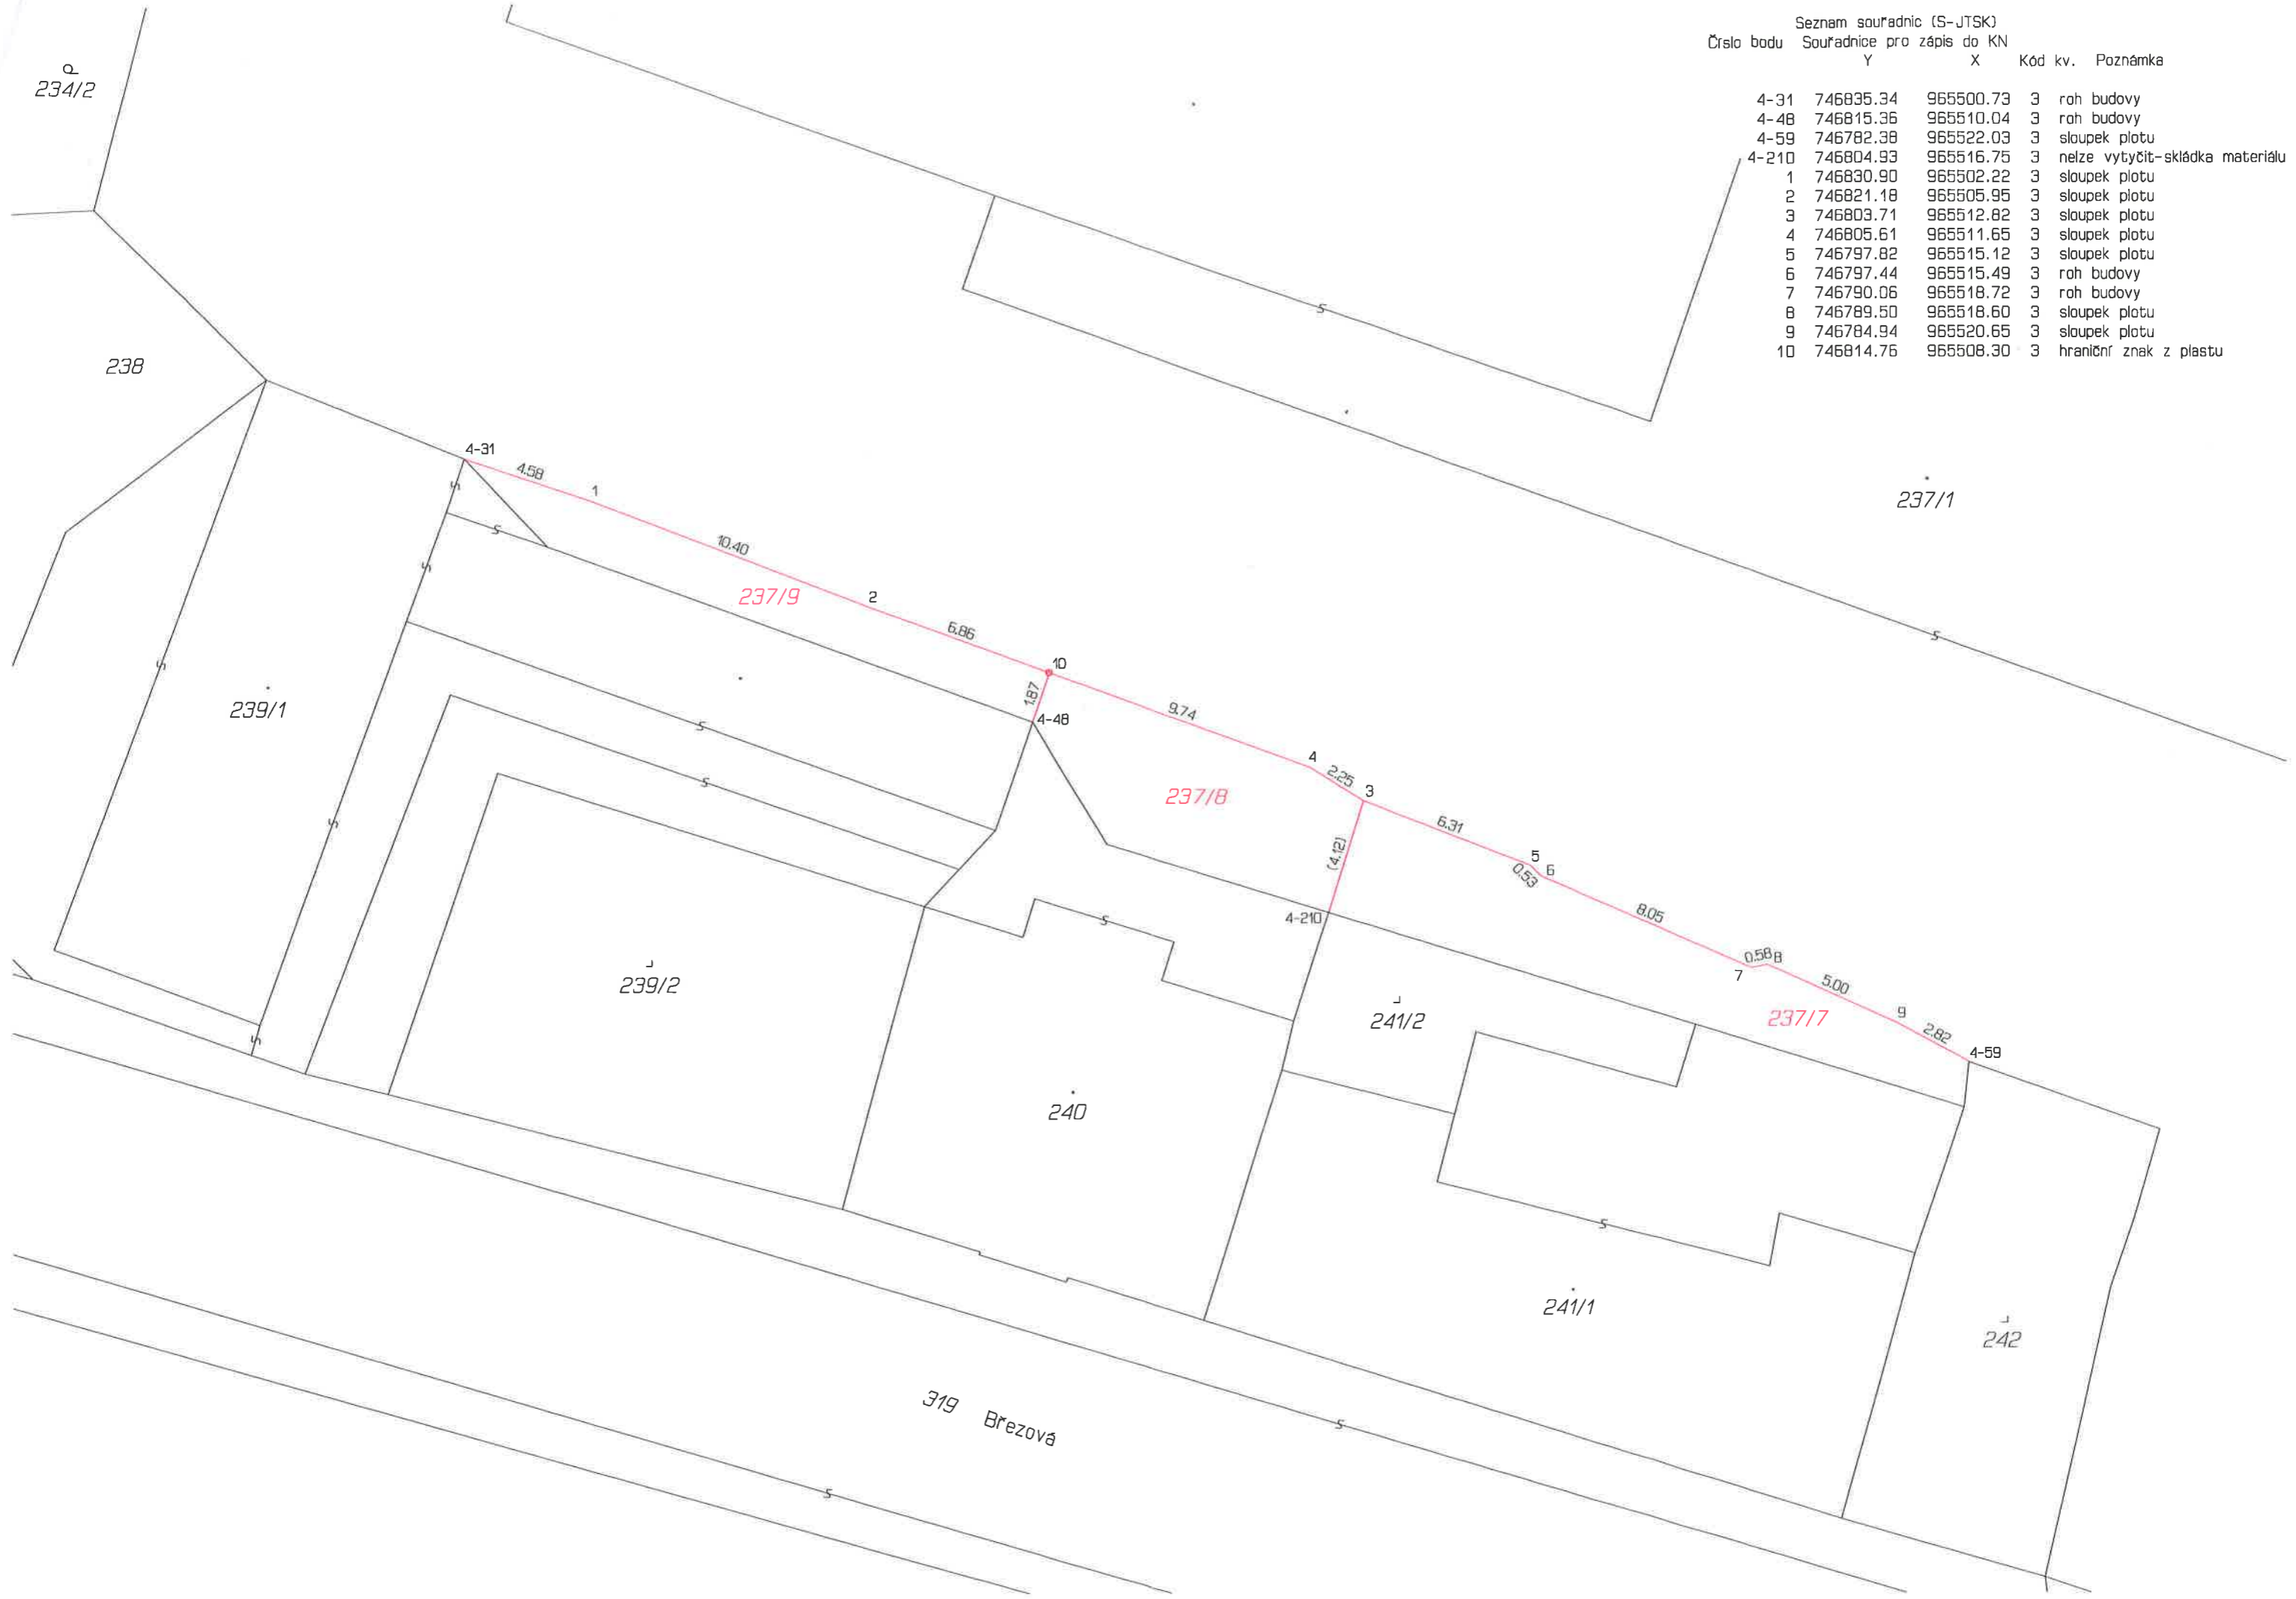 Seznam souřadnic (S-JTSK)
Číslo bodu Souřadnice pro zápis do KN
Y X Kód kv. Poznámka
4-31 746835.34 965500.73 3 roh budovy
4-48 746815.36 965510.04 3 roh budovy
4-59 746782.38 965522.03 3 sloupek plotu
4-210 746804.93 965516.75 3 nelze vytyčit-skládka materiálu
1 746830.90 965502.22 3 sloupek plotu
2 746821.18 965505.95 3 sloupek plotu
3 746803.71 965512.82 3 sloupek plotu
4 746805.61 965511.65 3 sloupek plotu
5 746797.82 965515.12 3 sloupek plotu
6 746797.44 965515.49 3 roh budovy
7 746790.06 965518.72 3 roh budovy
8 746789.50 965518.60 3 sloupek plotu
9 746784.94 965520.65 3 sloupek plotu
10 746814.76 965508.30 3 hraniční znak z plastu
234/2
238
4-31
4.58
1
237/1
10.40
237/9
2
6.86
10
1.87
4-48
239/1
9.74
4
2.25
3
237/8
6.31
(4.12)
5
6
0.53
4-210
8.05
0.58
8
7
5.00
239/2
241/2
237/7
9
2.82
4-59
240
241/1
242
319 Březová